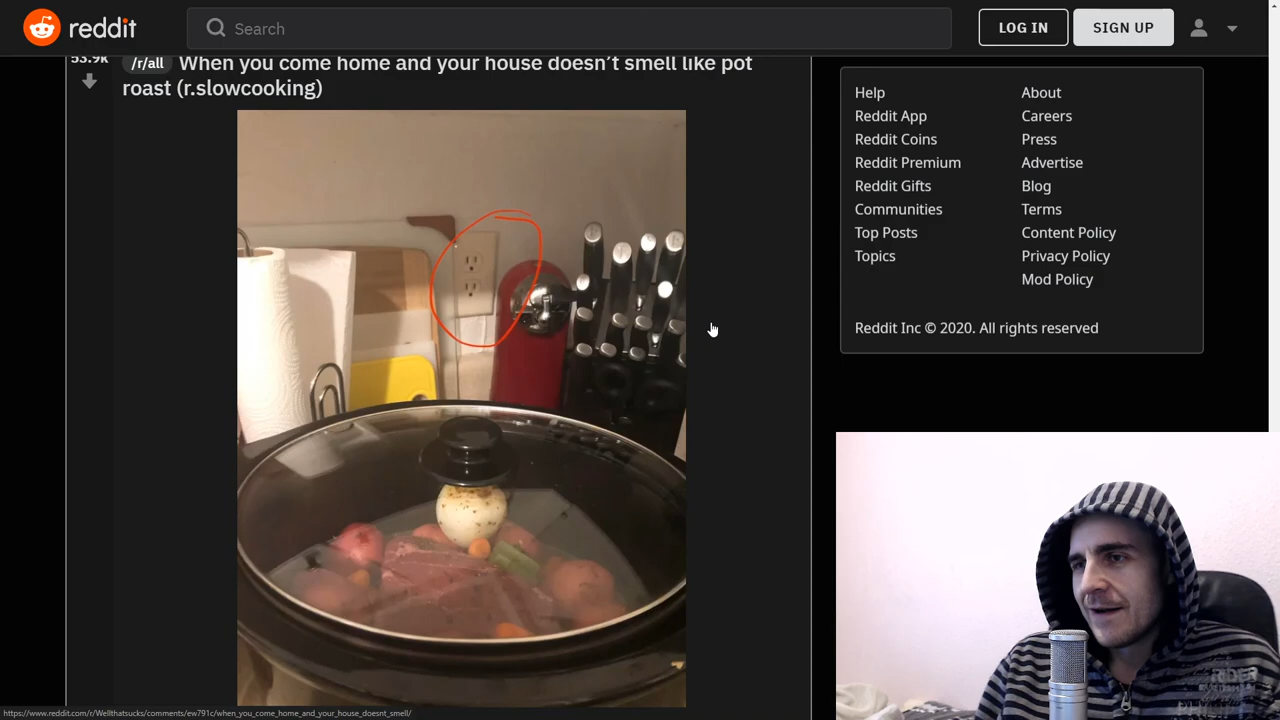 reddit
Search
LOG IN
SIGN UP
53.9k
/r/all When you come home and your house doesn’t smell like pot
roast (r.slowcooking)
Help
About
Reddit App
Careers
Reddit Coins
Press
Reddit Premium
Advertise
Reddit Gifts
Blog
Communities
Terms
Top Posts
Content Policy
Topics
Privacy Policy
Mod Policy
Reddit Inc © 2020. All rights reserved
RIDER
https://www.reddit.com/r/Wellthatsucks/comments/ew791c/when_you_come_home_and_your_house_doesnt_smell/